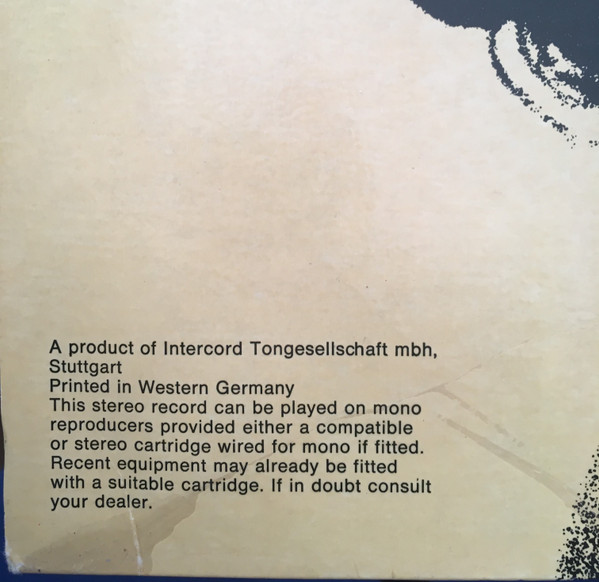 A product of Intercord Tongesellschaft mbh,
Stuttgart
Printed in Western Germany
This stereo record can be played on mono
reproducers provided either a compatible
or stereo cartridge wired for mono if fitted.
Recent equipment may already be fitted
with a suitable cartridge. If in doubt consult
your dealer.